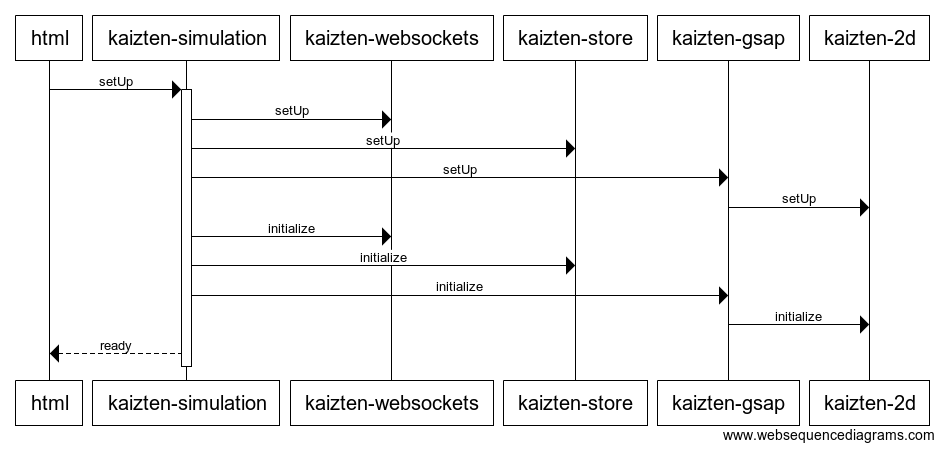 html kaizten-simulation kaizten-websockets kaizten-store kaizten-gsap kaizten-2d
setUp
setUp
setUp
setUp
setUp
initialize
initialize
initialize
initialize
ready
html kaizten-simulation kaizten-websockets kaizten-store kaizten-gsap kaizten-2d
www.websequencediagrams.com